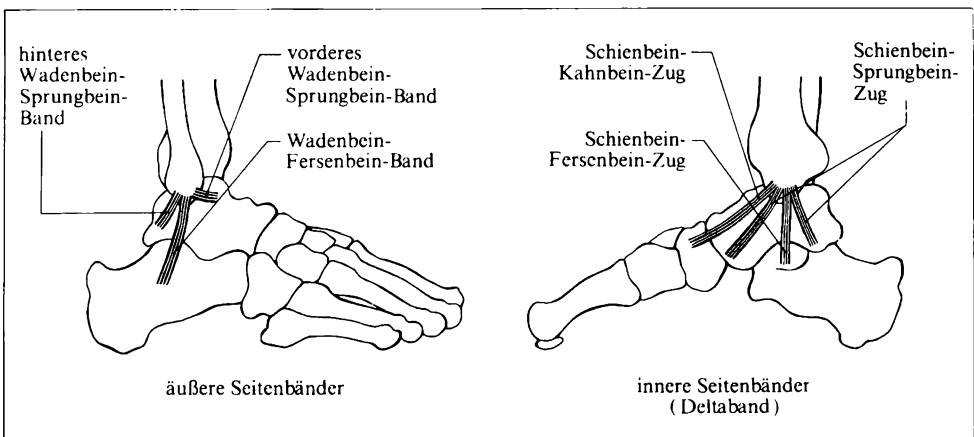 hinteres
Wadenbein-
Sprungbein-
Band
vorderes
Wadenbein-
Sprungbein-Band
Wadenbein-
Fersenbein-Band
äußere Seitenbänder
Schienbein-
Kahnbein-Zug
Schienbein-
Fersenbein-Zug
Schienbein-
Sprungbein-
Zug
innere Seitenbänder
( Deltaband )